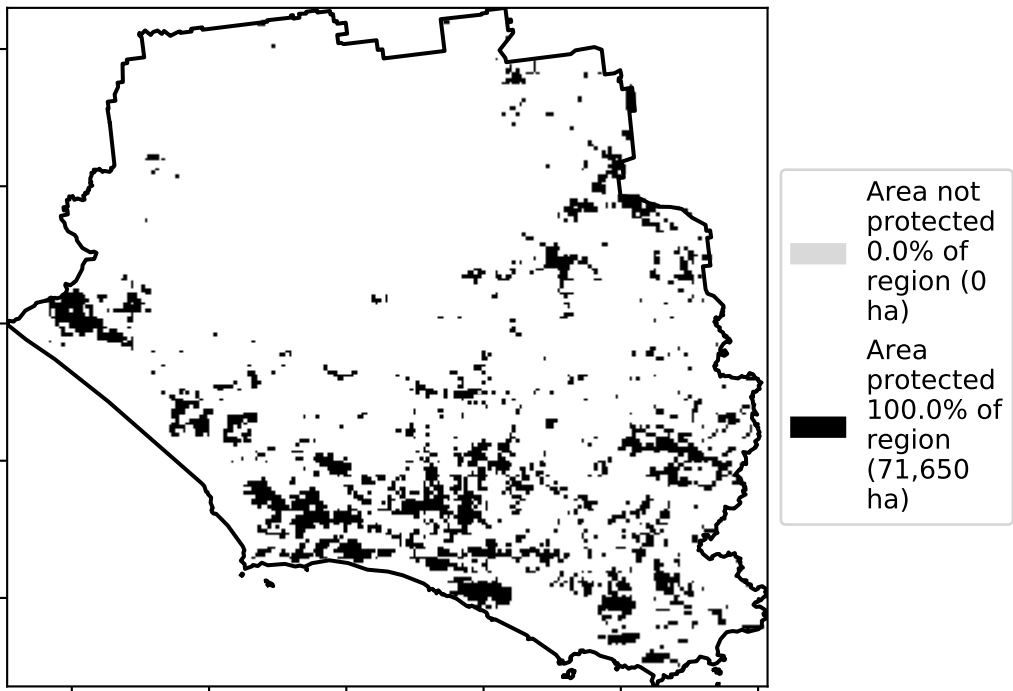 Area not
protected
0.0% of
region (0
ha)
Area
protected
100.0% of
region
(71,650
ha)